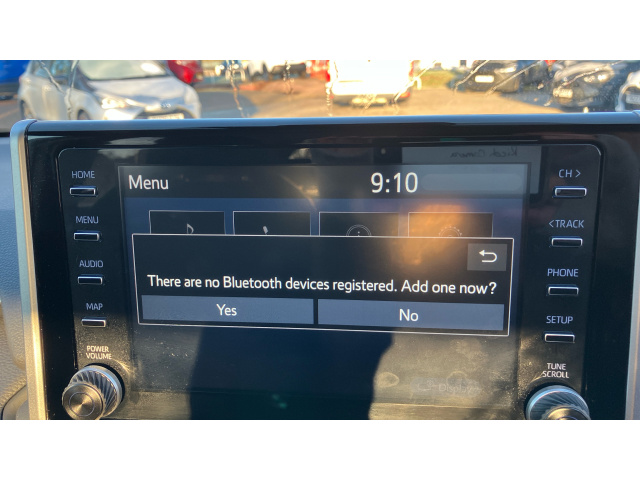 HOME
MENU
AUDIO
MAP
POWER
VOLUME
Menu
9:10
There are no Bluetooth devices registered. Add one now?
Yes
No
CH >
< TRACK
PHONE
SETUP
TUNE
SCROLL